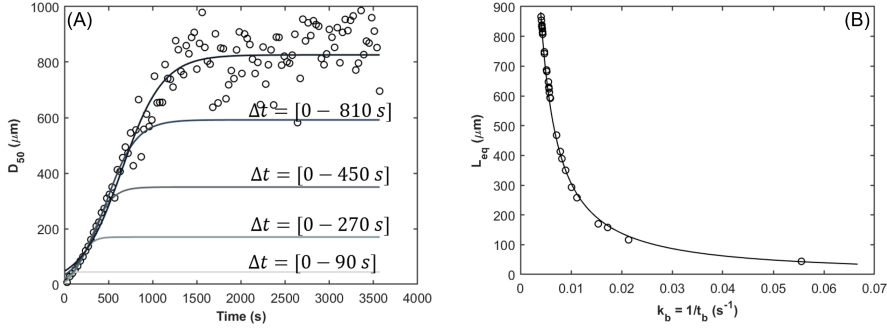 (A)
1000
800
600
400
200
0
D50 (μm)
Δt = [0 − 810 s]
Δt = [0 − 450 s]
Δt = [0 − 270 s]
Δt = [0 − 90 s]
0 500 1000 1500 2000 2500 3000 3500 4000
Time (s)
(B)
900
800
700
600
500
400
300
200
100
0
Leq (μm)
0 0.01 0.02 0.03 0.04 0.05 0.06 0.07
kb = 1/tb (s-1)